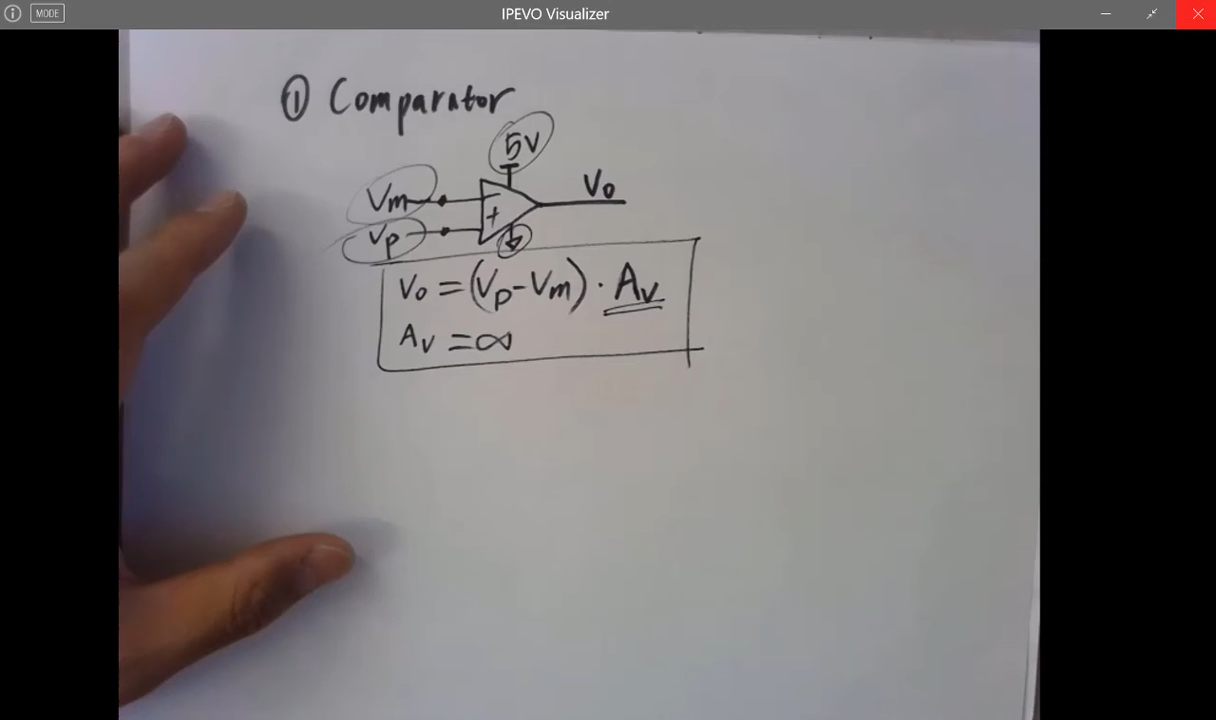 IPEVO Visualizer
MODE
① Comparator
5V
Vm
Vo
Vp
- +
Vo = (Vp - Vm) · Av
Av = ∞